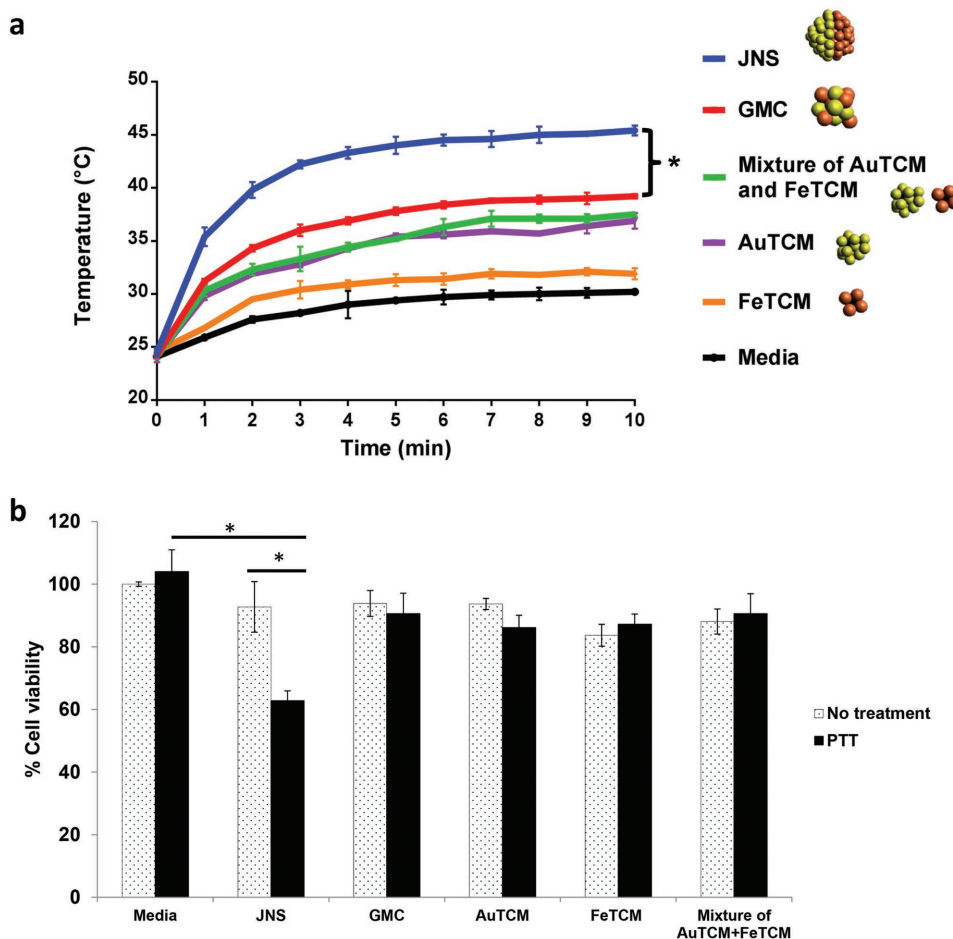 a
50
45
40
35
30
25
20
Temperature (°C)
0 1 2 3 4 5 6 7 8 9 10
Time (min)
*
JNS
GMC
Mixture of AuTCM
and FeTCM
AuTCM
FeTCM
Media
b
120
100
80
60
40
20
0
% Cell viability
*
*
Media JNS GMC AuTCM FeTCM Mixture of
AuTCM+FeTCM
No treatment
PTT